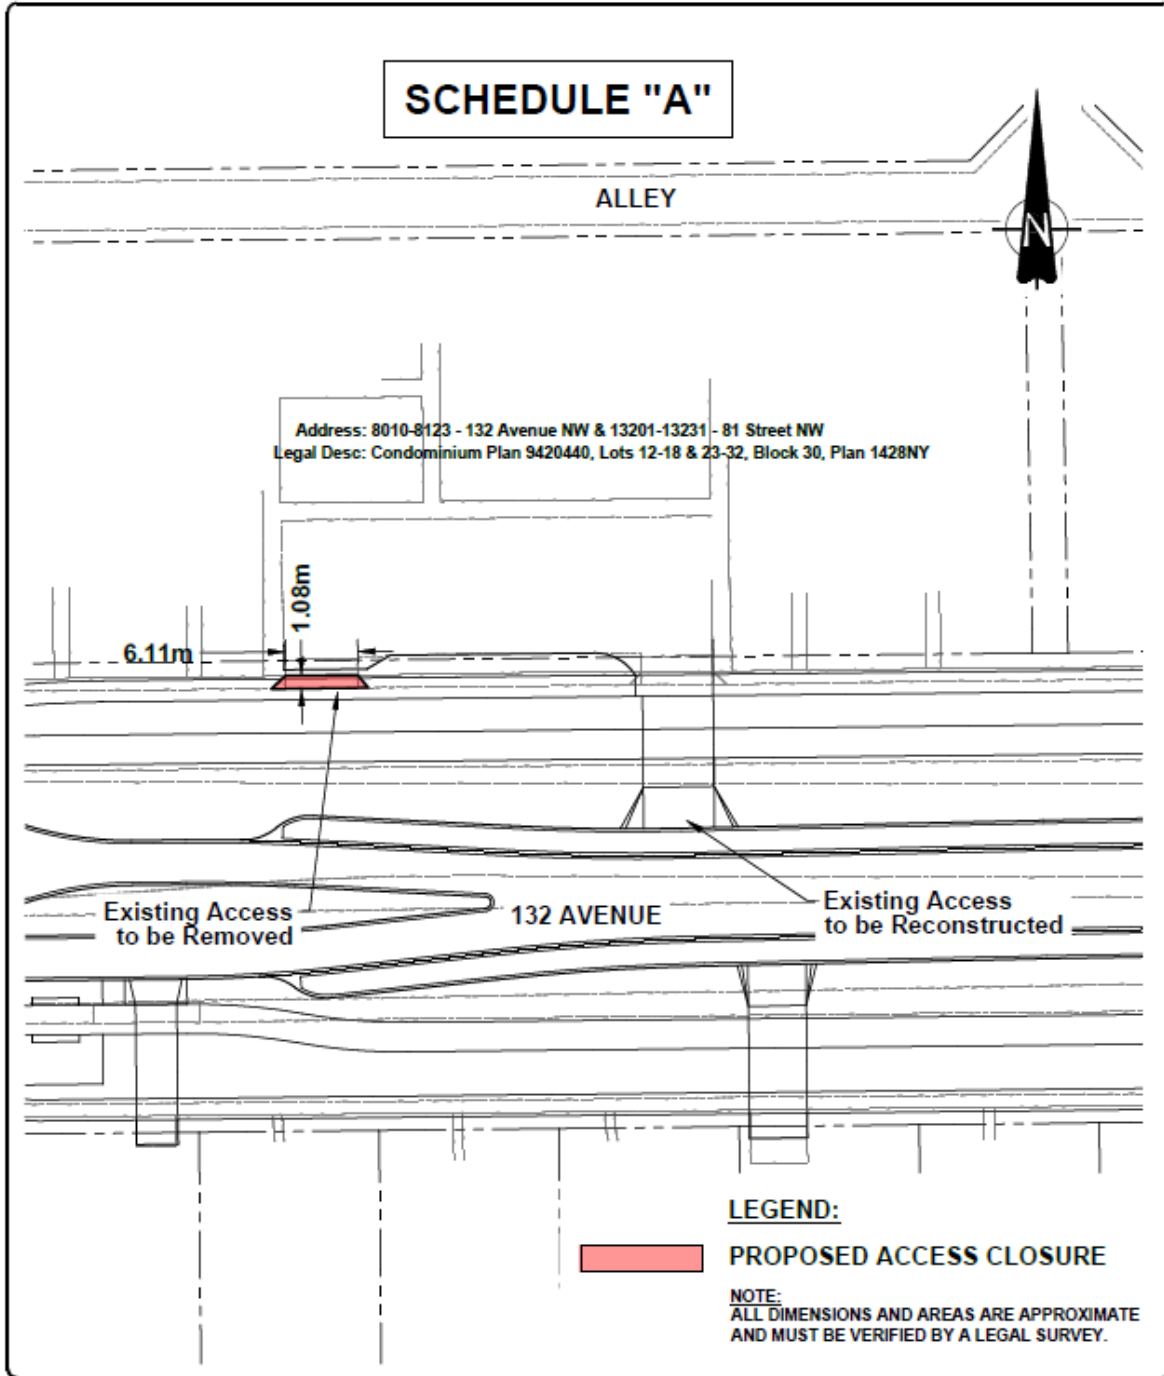 SCHEDULE "A"
ALLEY
N
Address: 8010-8123 - 132 Avenue NW & 13201-13231 - 81 Street NW
Legal Desc: Condominium Plan 9420440, Lots 12-18 & 23-32, Block 30, Plan 1428NY
1.08m
6.11m
Existing Access
to be Removed
132 AVENUE
Existing Access
to be Reconstructed
LEGEND:
PROPOSED ACCESS CLOSURE
NOTE:
ALL DIMENSIONS AND AREAS ARE APPROXIMATE
AND MUST BE VERIFIED BY A LEGAL SURVEY.